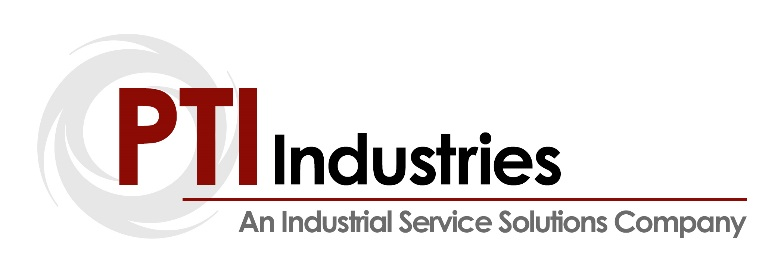 PTI Industries
An Industrial Service Solutions Company